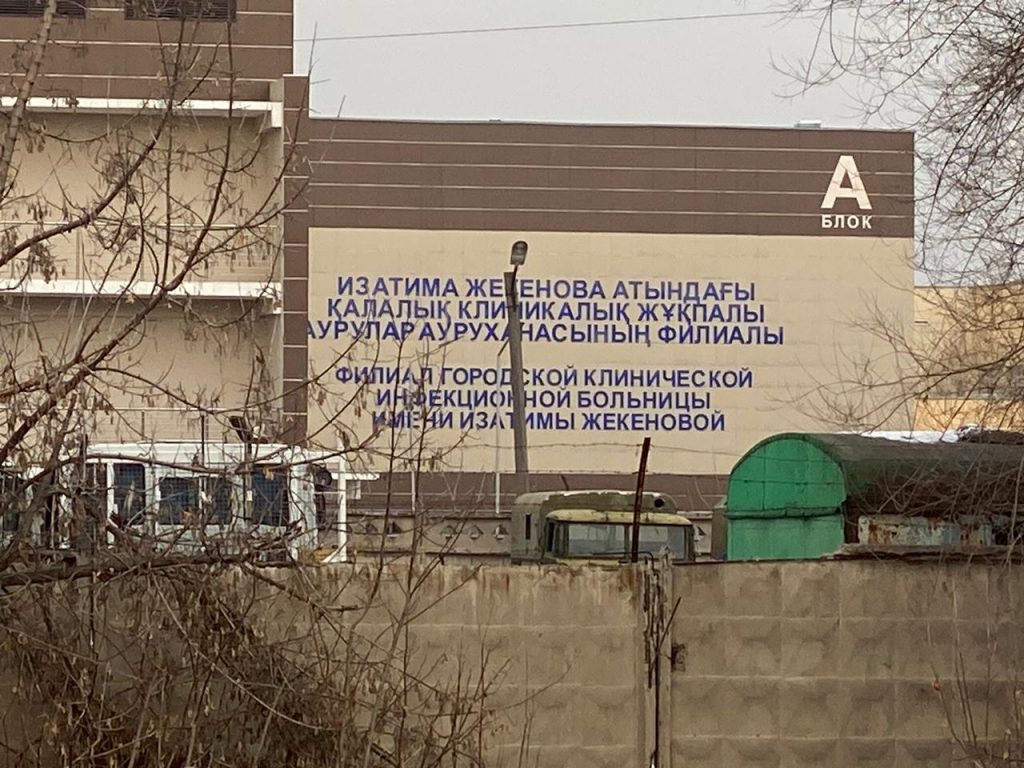 А
БЛОК
ИЗАТИМА ЖЕКЕНОВА АТЫНДАҒЫ
ҚАЛАЛЫҚ КЛИНИКАЛЫҚ ЖҰҚПАЛЫ
АУРУЛАР АУРУХАНАСЫНЫҢ ФИЛИАЛЫ
ФИЛИАЛ ГОРОДСКОЙ КЛИНИЧЕСКОЙ
ИНФЕКЦИОННОЙ БОЛЬНИЦЫ
ИМЕНИ ИЗАТИМЫ ЖЕКЕНОВОЙ